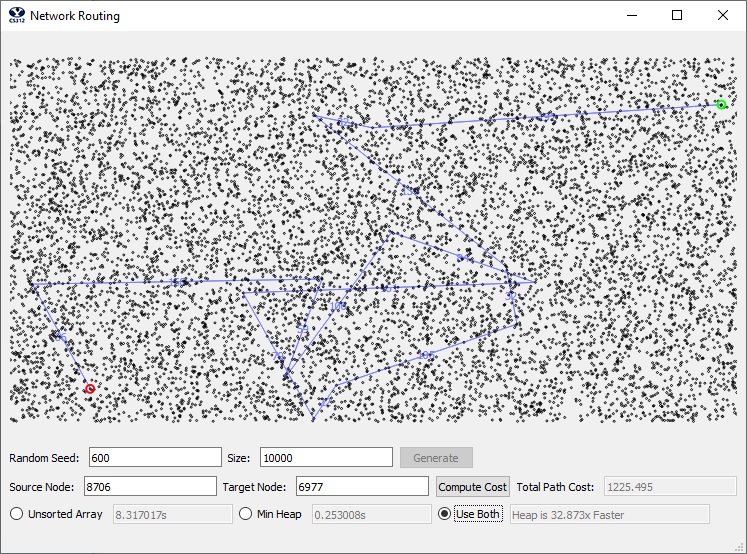 CS312
Network Routing
Random Seed: 600 Size: 10000 Generate
Source Node: 8706 Target Node: 6977 Compute Cost Total Path Cost: 1225.495
Unsorted Array 8.317017s Min Heap 0.253008s Use Both Heap is 32.873x Faster